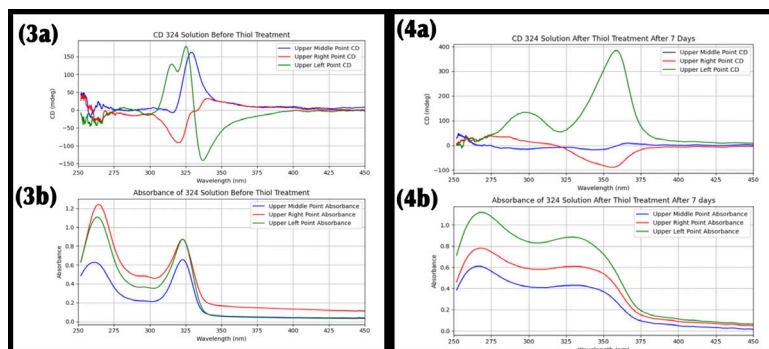 (3a)
CD 324 Solution Before Thiol Treatment
Upper Middle Point CD
Upper Right Point CD
Upper Left Point CD
CD (mdeg)
150
100
50
0
-50
-100
-150
250 275 300 325 350 375 400 425 450
Wavelength (nm)
(3b)
Absorbance of 324 Solution Before Thiol Treatment
Upper Middle Point Absorbance
Upper Right Point Absorbance
Upper Left Point Absorbance
Absorbance
1.2
1.0
0.8
0.6
0.4
0.2
0.0
250 275 300 325 350 375 400 425 450
Wavelength (nm)
(4a)
CD 324 Solution After Thiol Treatment After 7 Days
Upper Middle Point CD
Upper Right Point CD
Upper Left Point CD
CD (mdeg)
400
300
200
100
0
-100
250 275 300 325 350 375 400 425 450
Wavelength (nm)
(4b)
Absorbance of 324 Solution After Thiol Treatment After 7 days
Upper Middle Point Absorbance
Upper Right Point Absorbance
Upper Left Point Absorbance
Absorbance
1.0
0.8
0.6
0.4
0.2
0.0
250 275 300 325 350 375 400 425 450
Wavelength (nm)